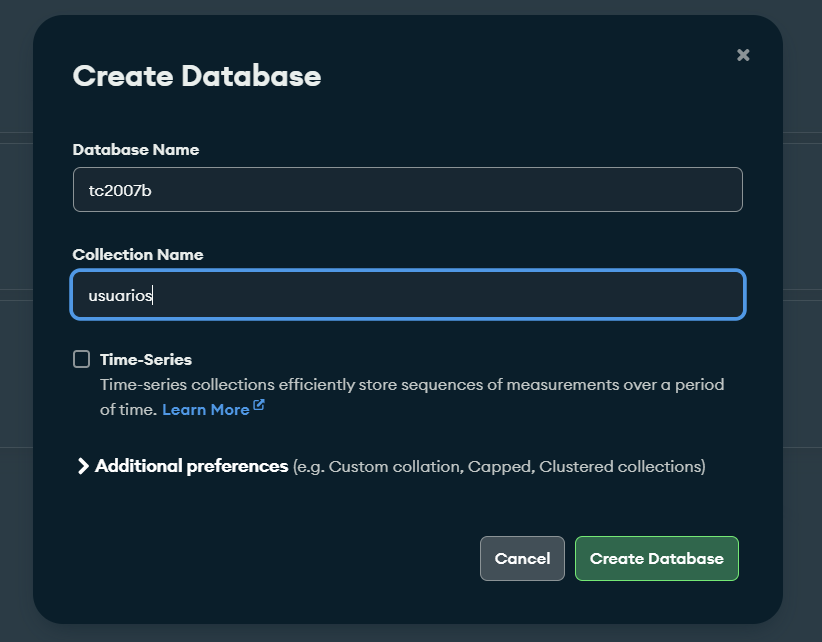 Create Database
Database Name
tc2007b
Collection Name
usuarios
Time-Series
Time-series collections efficiently store sequences of measurements over a period
of time. Learn More
Additional preferences (e.g. Custom collation, Capped, Clustered collections)
Cancel
Create Database